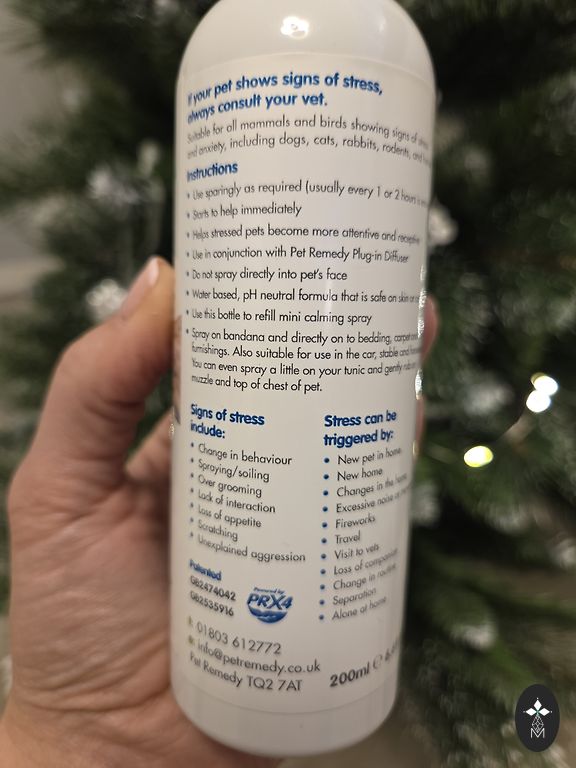 If your pet shows signs of stress,
always consult your vet.
Suitable for all mammals and birds showing signs of
and anxiety, including dogs, cats, rabbits, rodents, and
Instructions
• Use sparingly as required (usually every 1 or 2 hours
• Starts to help immediately
• Helps stressed pets become more attentive and receptive
• Use in conjunction with Pet Remedy Plug-in Diffuser
• Do not spray directly into pet's face
• Water based, pH neutral formula that is safe on skin or
• Use this bottle to refill mini calming spray
• Spray on bandana and directly on to bedding, carpet
furnishings. Also suitable for use in the car, stable and
You can even spray a little on your tunic and gently rub
muzzle and top of chest of pet.
Signs of stress
include:
• Change in behaviour
• Spraying/soiling
• Over grooming
• Lack of interaction
• Loss of appetite
• Scratching
• Unexplained aggression
Stress can be
triggered by:
• New pet in home
• New home
• Changes in the home
• Excessive noise
• Fireworks
• Travel
• Visit to vets
• Loss of companion
• Change in routine
• Separation
• Alone at home
Patented
GB2474042
GB2535916
Powered by
PRX4
t: 01803 612772
e: info@petremedy.co.uk
Pet Remedy TQ2 7AT
200ml ℮
M